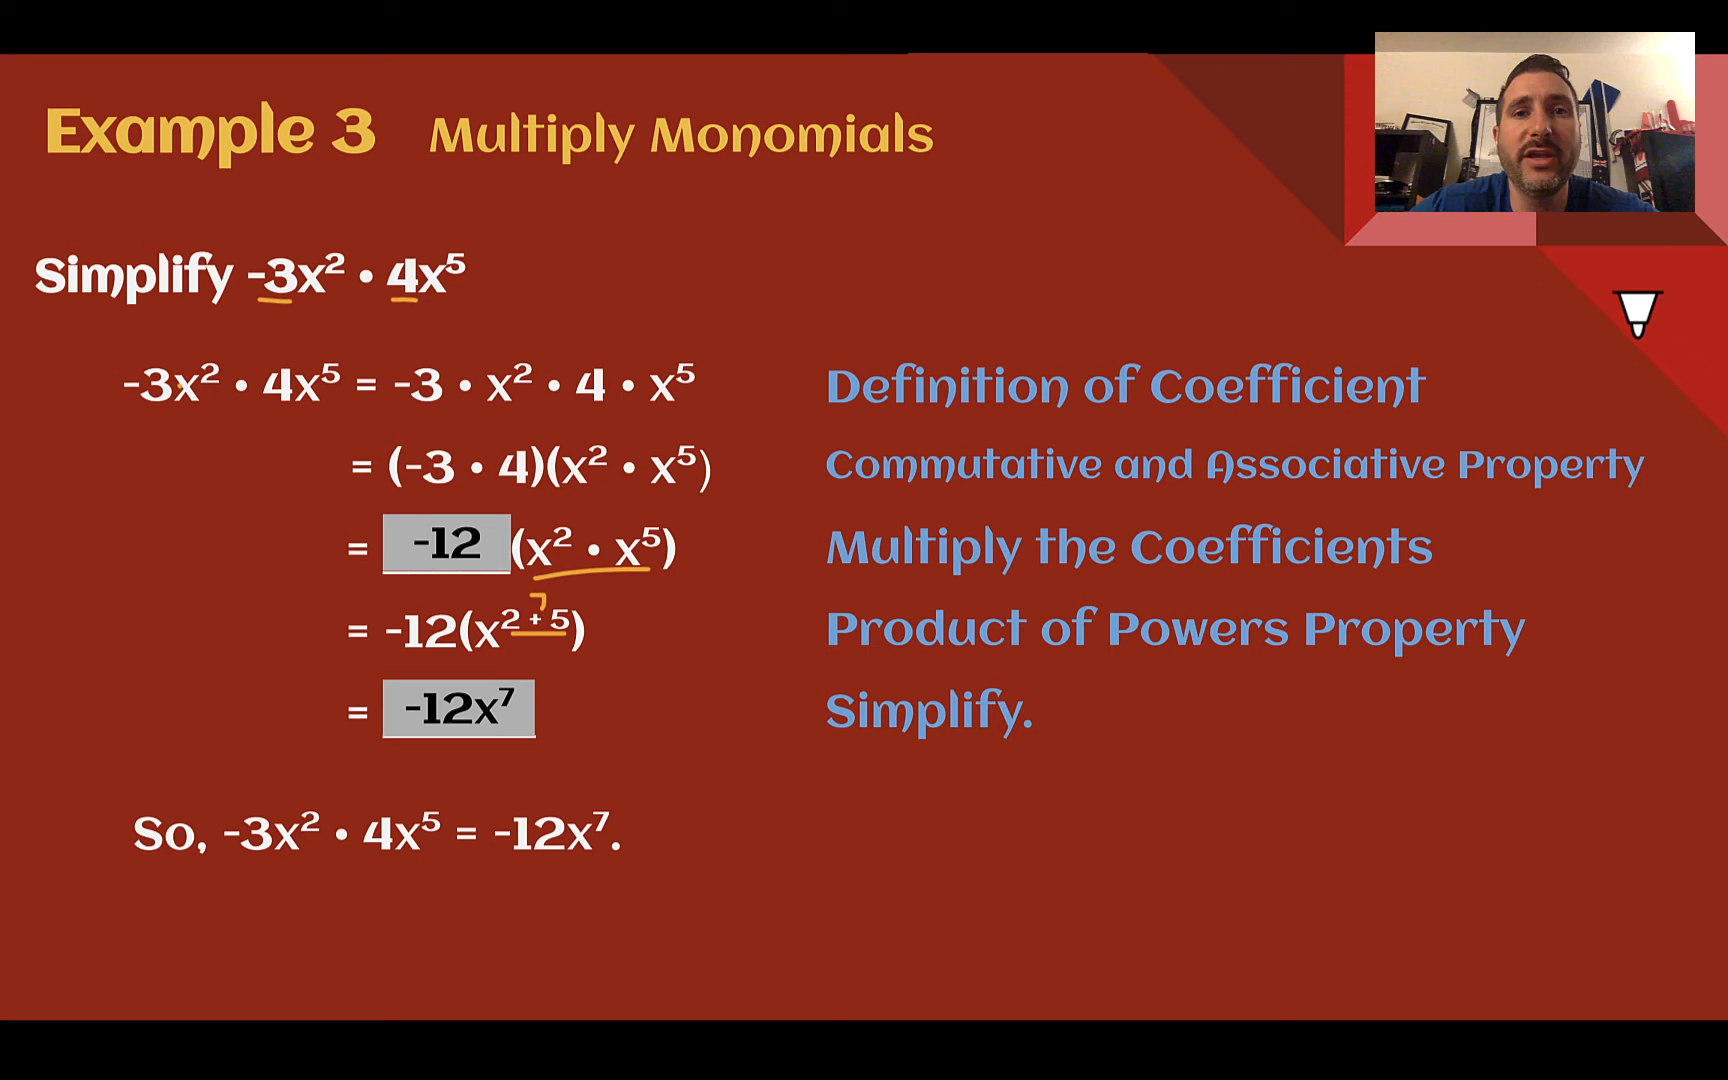 Example 3 Multiply Monomials
Simplify -3x² • 4x⁵
-3x² • 4x⁵ = -3 • x² • 4 • x⁵ Definition of Coefficient
= (-3 • 4)(x² • x⁵) Commutative and Associative Property
= -12 (x² • x⁵) Multiply the Coefficients
7
= -12(x²⁺⁵) Product of Powers Property
= -12x⁷ Simplify.
So, -3x² • 4x⁵ = -12x⁷.